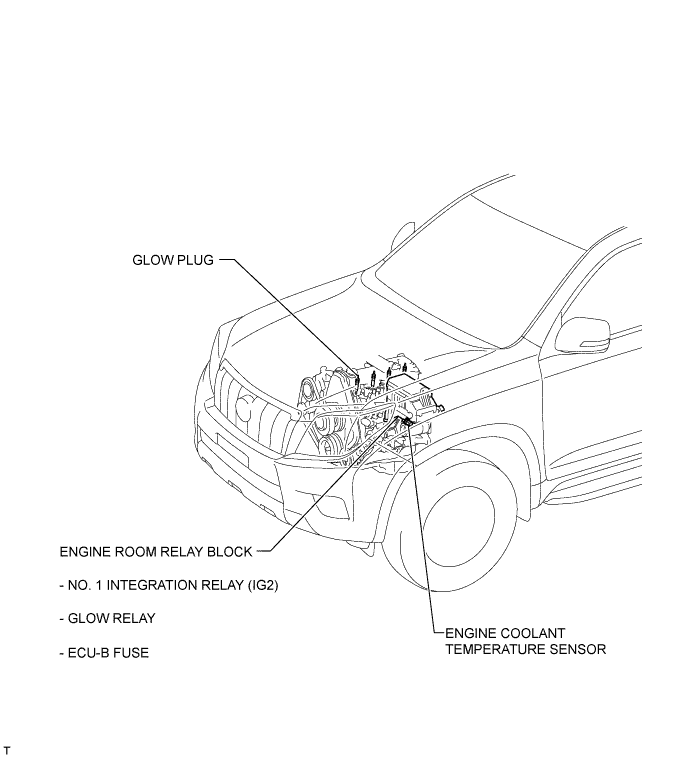 GLOW PLUG
ENGINE ROOM RELAY BLOCK
- NO. 1 INTEGRATION RELAY (IG2)
- GLOW RELAY
- ECU-B FUSE
ENGINE COOLANT
TEMPERATURE SENSOR
T